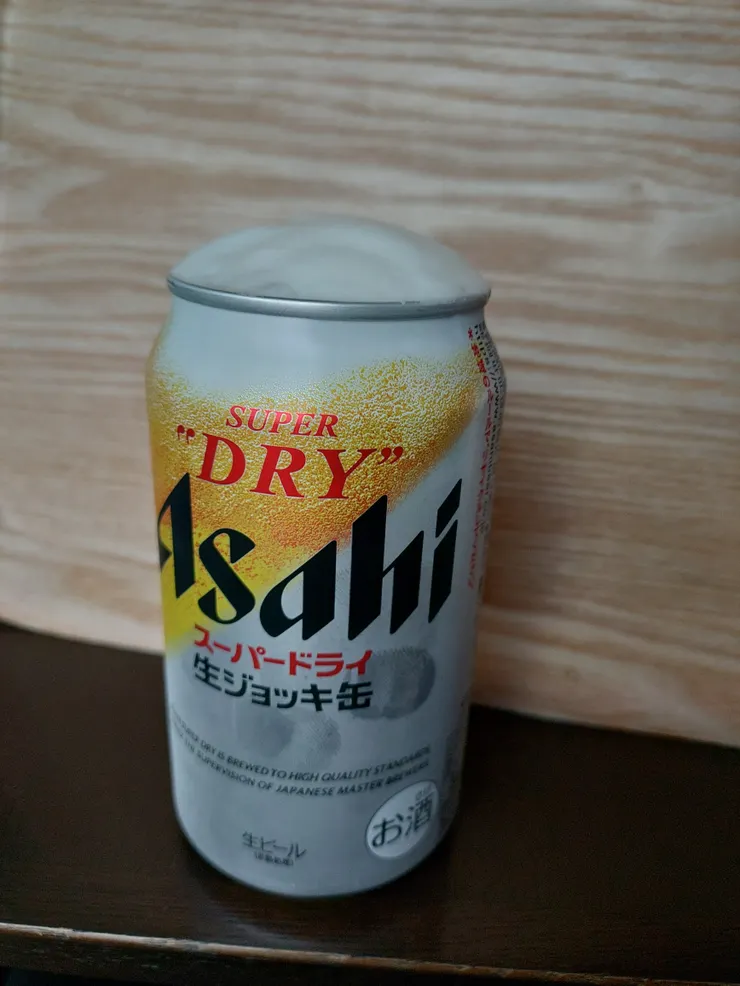 SUPER
"DRY"
Asahi
スーパードライ
生ジョッキ缶
SUPER DRY IS BREWED TO HIGH QUALITY STANDARDS
SUPERVISION OF JAPANESE MASTER BREWERS.
お酒
生ビール